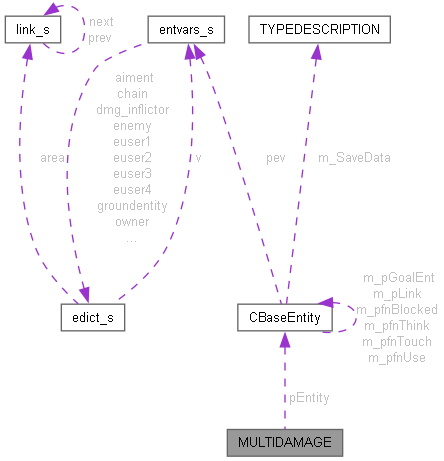 next
prev
link_s
entvars_s
TYPEDESCRIPTION
aiment
chain
dmg_inflictor
enemy
euser1
euser2
euser3
euser4
groundentity
owner
...
area
v
pev
m_SaveData
m_pGoalEnt
m_pLink
m_pfnBlocked
m_pfnThink
m_pfnTouch
m_pfnUse
edict_s
CBaseEntity
pEntity
MULTIDAMAGE